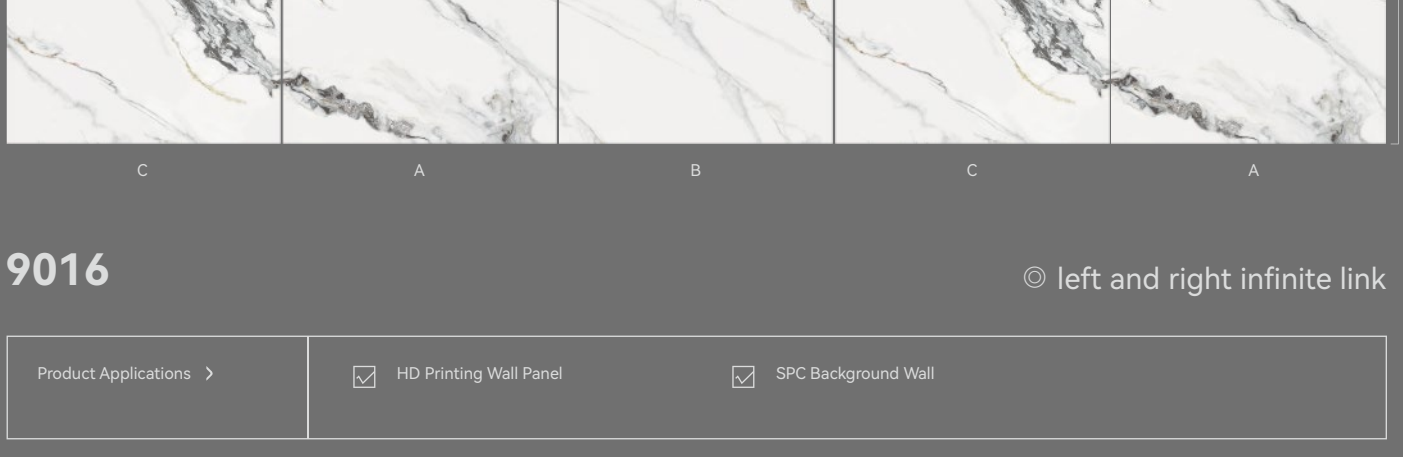 C A B C A
9016
◎ left and right infinite link
Product Applications >
HD Printing Wall Panel
SPC Background Wall